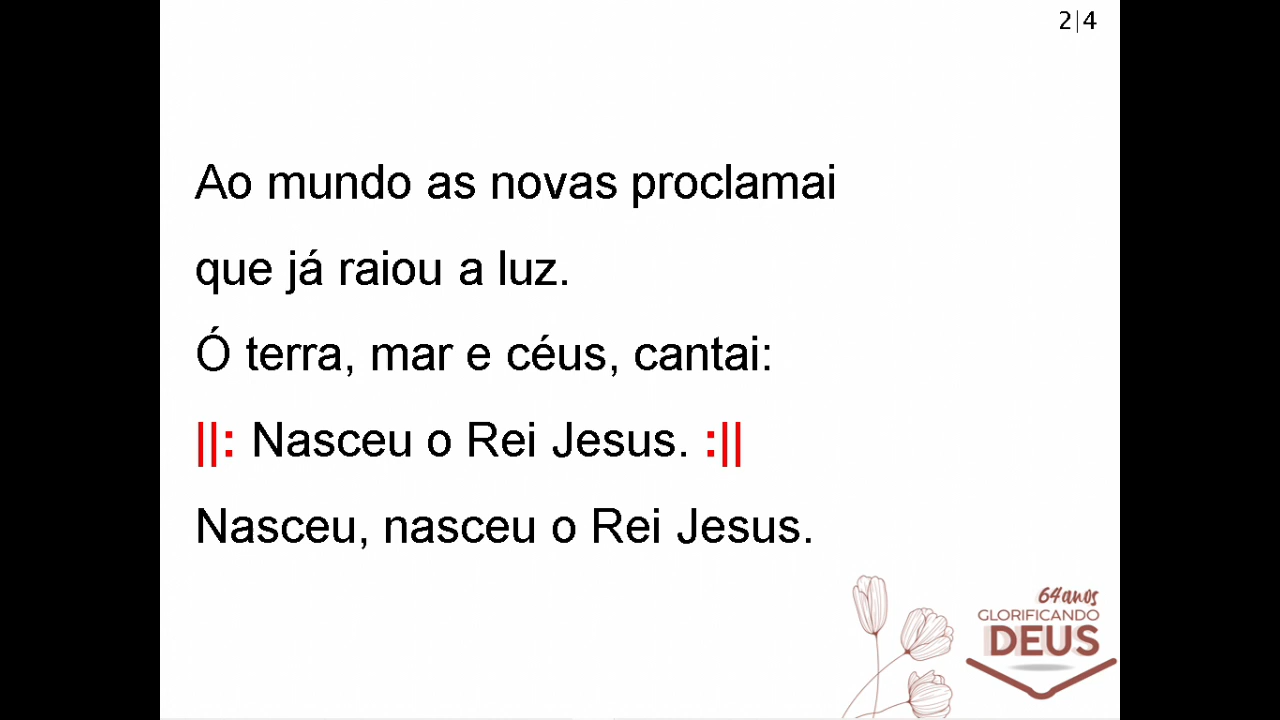 2|4
Ao mundo as novas proclamai
que já raiou a luz.
Ó terra, mar e céus, cantai:
||: Nasceu o Rei Jesus. :||
Nasceu, nasceu o Rei Jesus.
64anos
GLORIFICANDO
DEUS